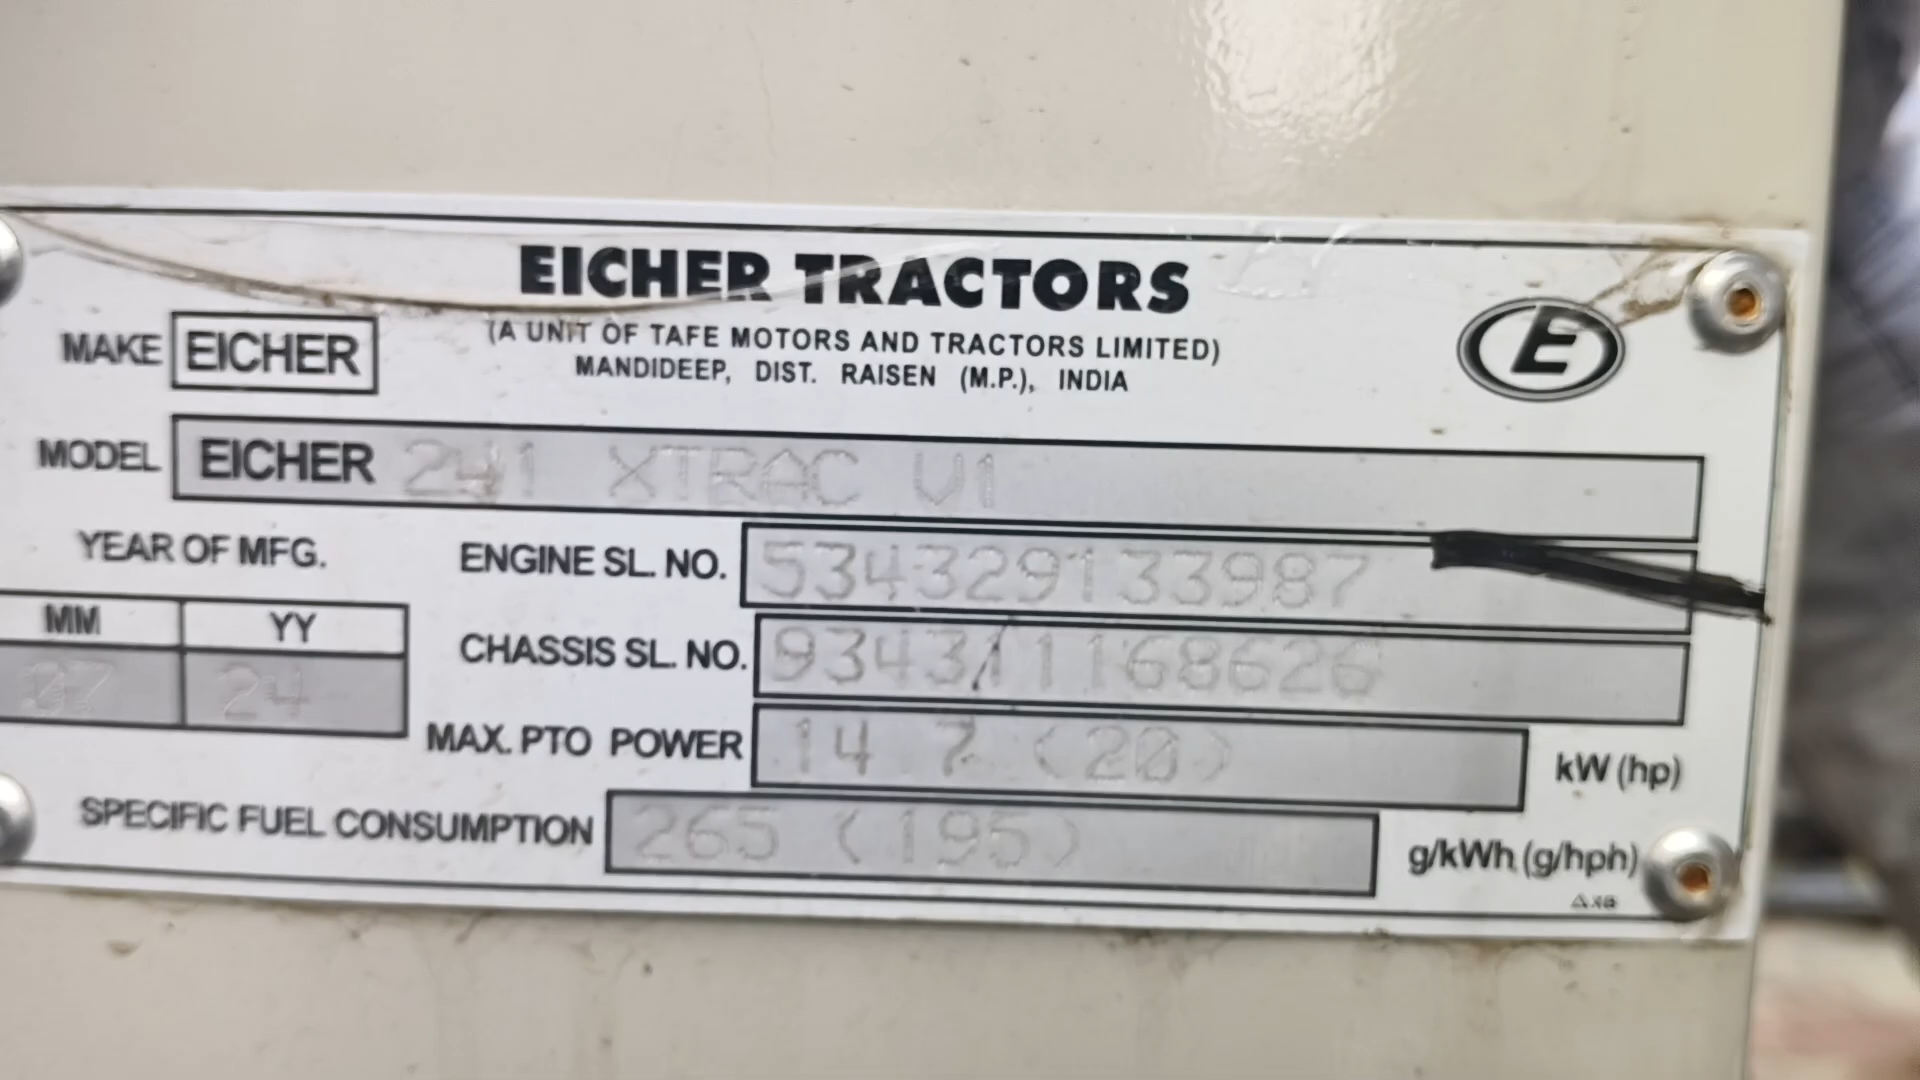 EICHER TRACTORS
(A UNIT OF TAFE MOTORS AND TRACTORS LIMITED)
MANDIDEEP, DIST. RAISEN (M.P.), INDIA
E
MAKE EICHER
MODEL EICHER 241 XTRAC V1
YEAR OF MFG.
MM YY
07 24
ENGINE SL. NO. 534329133987
CHASSIS SL. NO. 934311168626
MAX. PTO POWER 14.7 (20) kW (hp)
SPECIFIC FUEL CONSUMPTION 265 (195) g/kWh (g/hph)